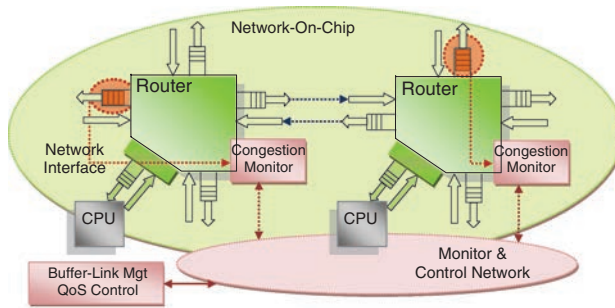 Network-On-Chip
Router
Router
Network
Interface
Congestion
Monitor
Congestion
Monitor
CPU
CPU
Monitor &
Control Network
Buffer-Link Mgt
QoS Control